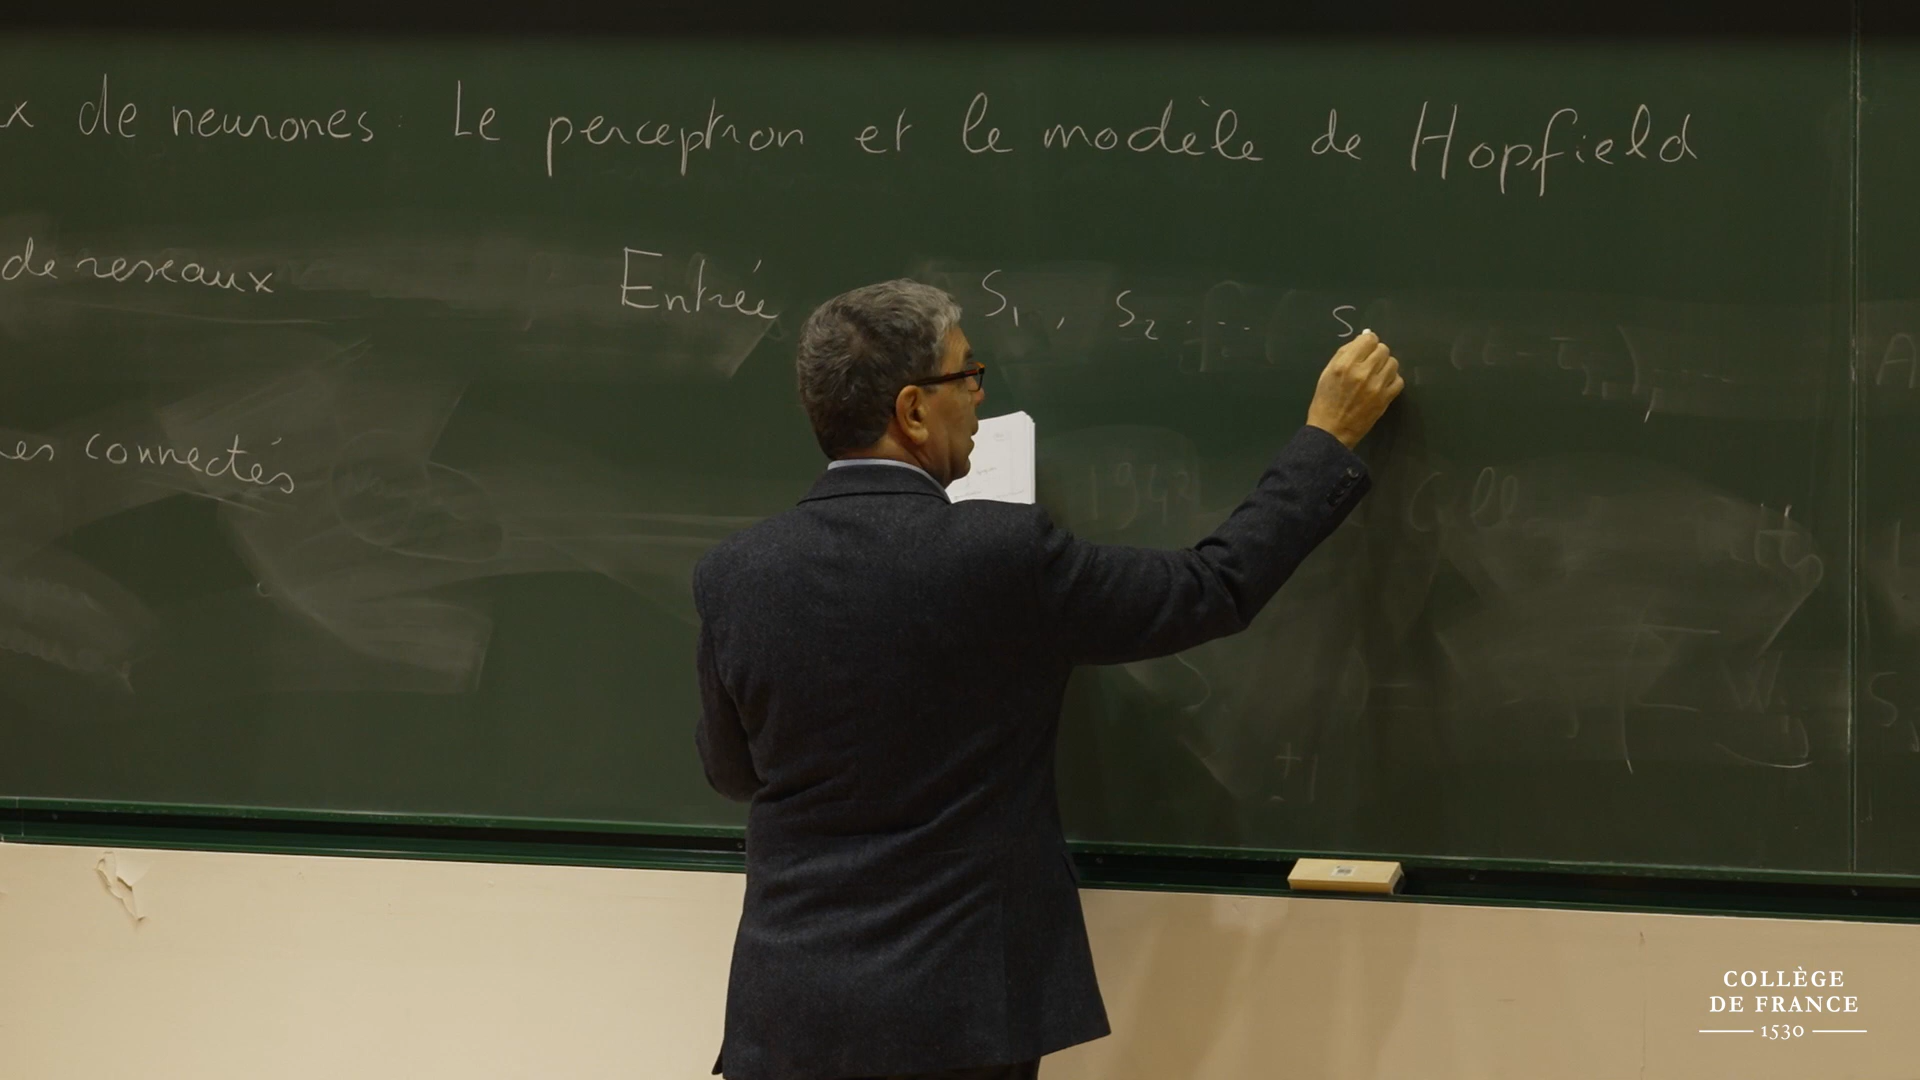 x de neurones: Le perceptron et le modèle de Hopfield
de reseaux
Entrée S₁, S₂ .... S
es connectés
COLLÈGE
DE FRANCE
1530